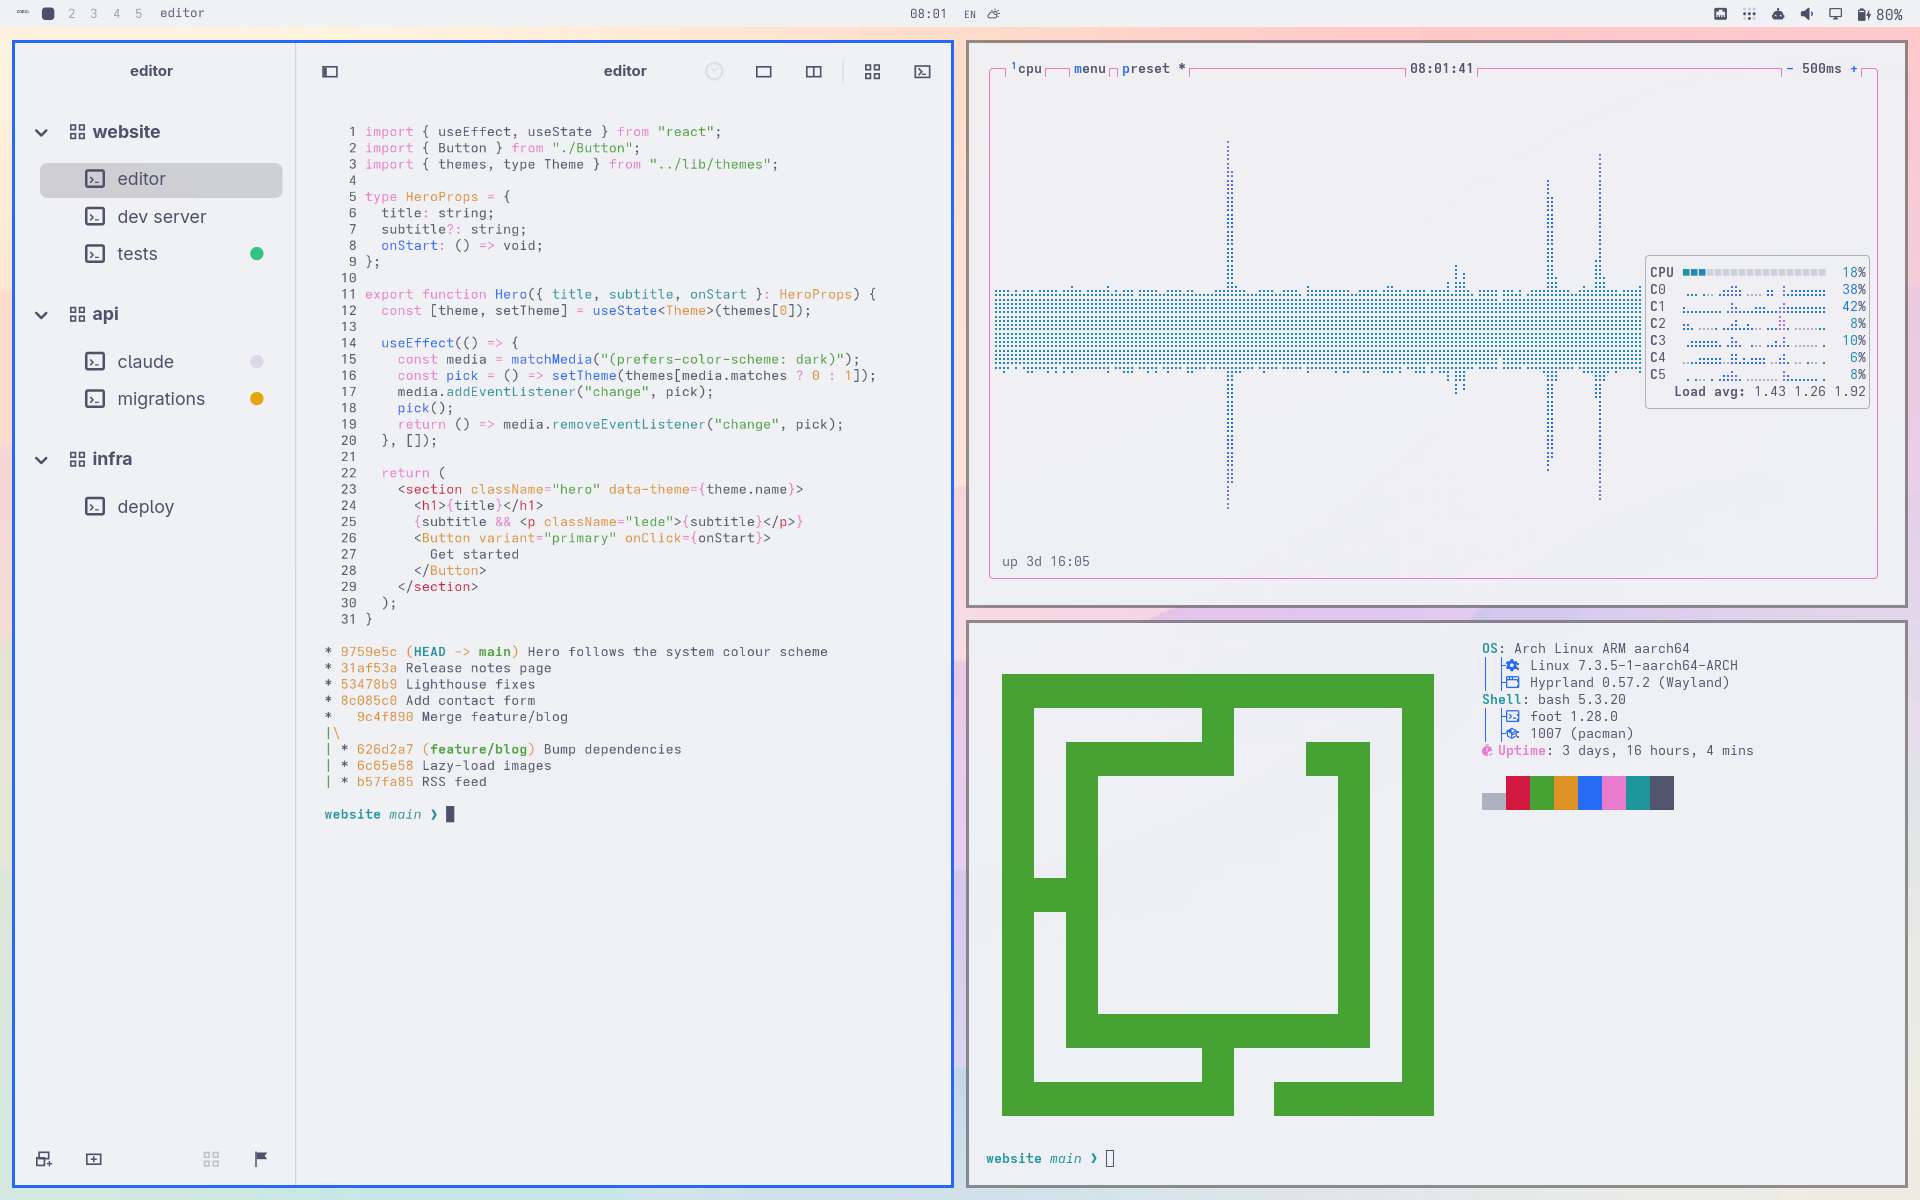 2 3 4 5 editor
08:01 EN
80%
editor
website
editor
dev server
tests
api
claude
migrations
infra
deploy
editor
1 import { useEffect, useState } from "react";
2 import { Button } from "./Button";
3 import { themes, type Theme } from "../lib/themes";
4
5 type HeroProps = {
6   title: string;
7   subtitle?: string;
8   onStart: () => void;
9 };
10
11 export function Hero({ title, subtitle, onStart }: HeroProps) {
12   const [theme, setTheme] = useState<Theme>(themes[0]);
13
14   useEffect(() => {
15     const media = matchMedia("(prefers-color-scheme: dark)");
16     const pick = () => setTheme(themes[media.matches ? 0 : 1]);
17     media.addEventListener("change", pick);
18     pick();
19     return () => media.removeEventListener("change", pick);
20   }, []);
21
22   return (
23     <section className="hero" data-theme={theme.name}>
24       <h1>{title}</h1>
25       {subtitle && <p className="lede">{subtitle}</p>}
26       <Button variant="primary" onClick={onStart}>
27         Get started
28       </Button>
29     </section>
30   );
31 }
* 9759e5c (HEAD -> main) Hero follows the system colour scheme
* 31af53a Release notes page
* 53478b9 Lighthouse fixes
* 8c085c0 Add contact form
*   9c4f890 Merge feature/blog
|\
| * 626d2a7 (feature/blog) Bump dependencies
| * 6c65e58 Lazy-load images
| * b57fa85 RSS feed
website main ❯
1cpu menu preset * 08:01:41 - 500ms +
CPU 18%
C0 38%
C1 42%
C2 8%
C3 10%
C4 6%
C5 8%
Load avg: 1.43 1.26 1.92
up 3d 16:05
OS: Arch Linux ARM aarch64
Linux 7.3.5-1-aarch64-ARCH
Hyprland 0.57.2 (Wayland)
Shell: bash 5.3.20
foot 1.28.0
: 1007 (pacman)
Uptime: 3 days, 16 hours, 4 mins
website main ❯